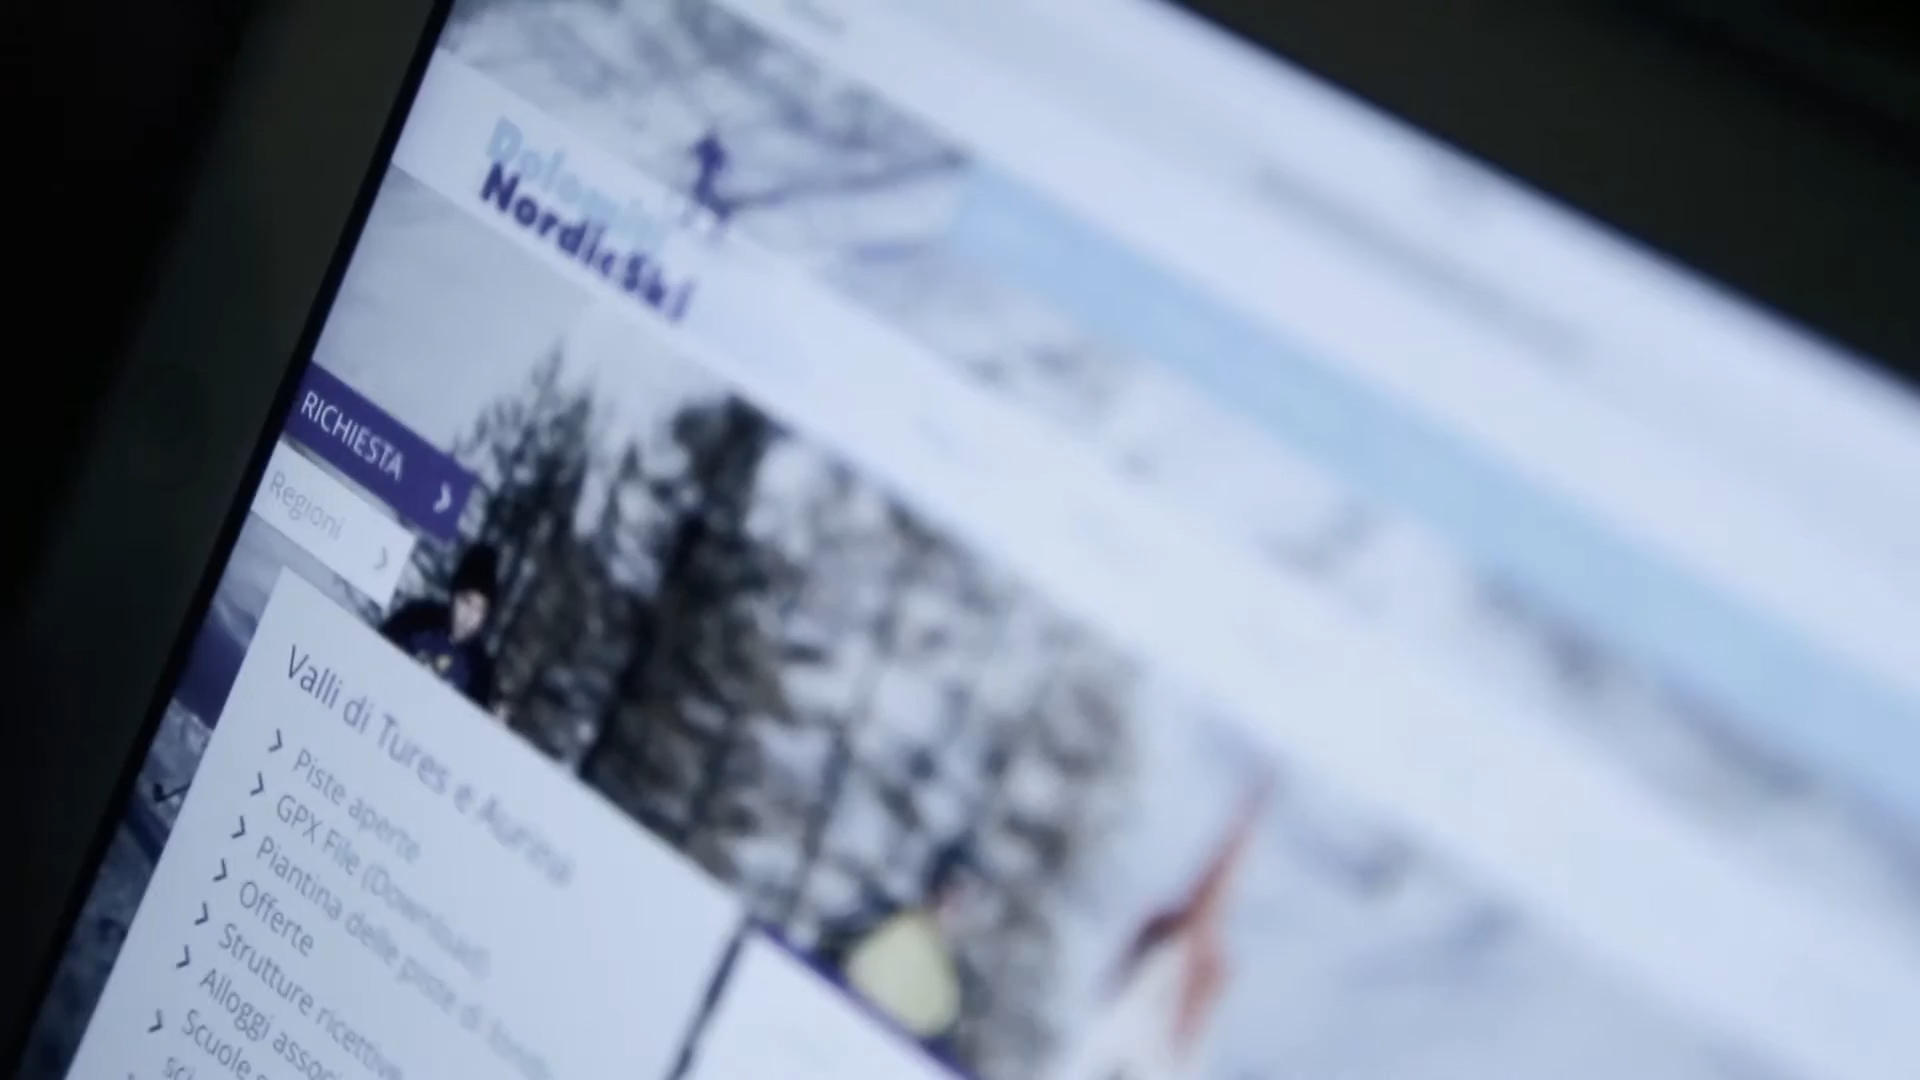 Dolomiti
NordicSki
RICHIESTA
Regioni
Valli di Tures e Aurina
Piste aperte
GPX File (Download)
Piantina delle piste di fondo
Offerte
Strutture ricettive
Alloggi
Scuole